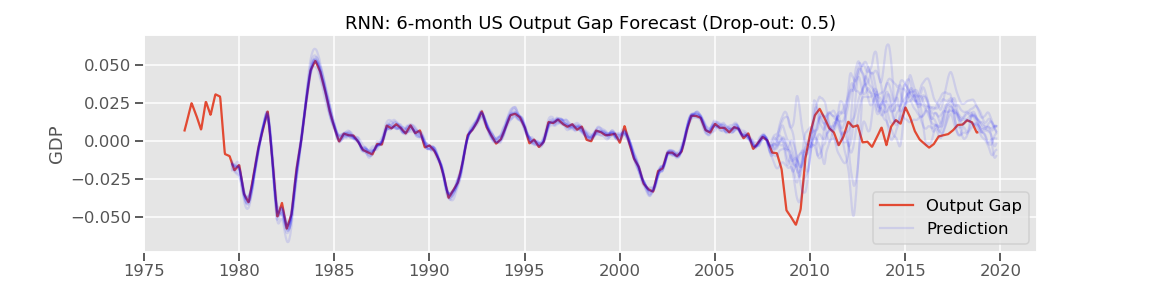 RNN: 6-month US Output Gap Forecast (Drop-out: 0.5)
0.050
0.025
0.000
−0.025
−0.050
GDP
1975 1980 1985 1990 1995 2000 2005 2010 2015 2020
Output Gap
Prediction